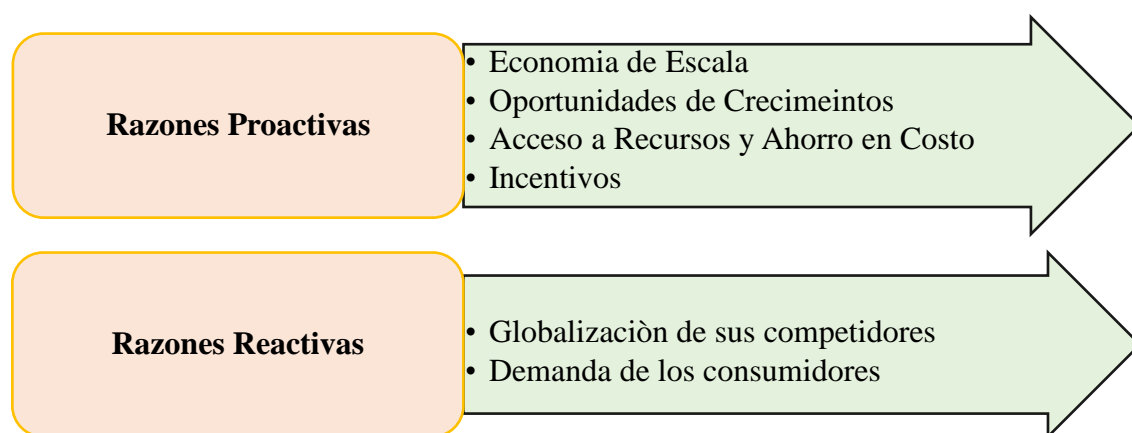 Razones Proactivas
• Economia de Escala
• Oportunidades de Crecimeintos
• Acceso a Recursos y Ahorro en Costo
• Incentivos
Razones Reactivas
• Globalizaciòn de sus competidores
• Demanda de los consumidores